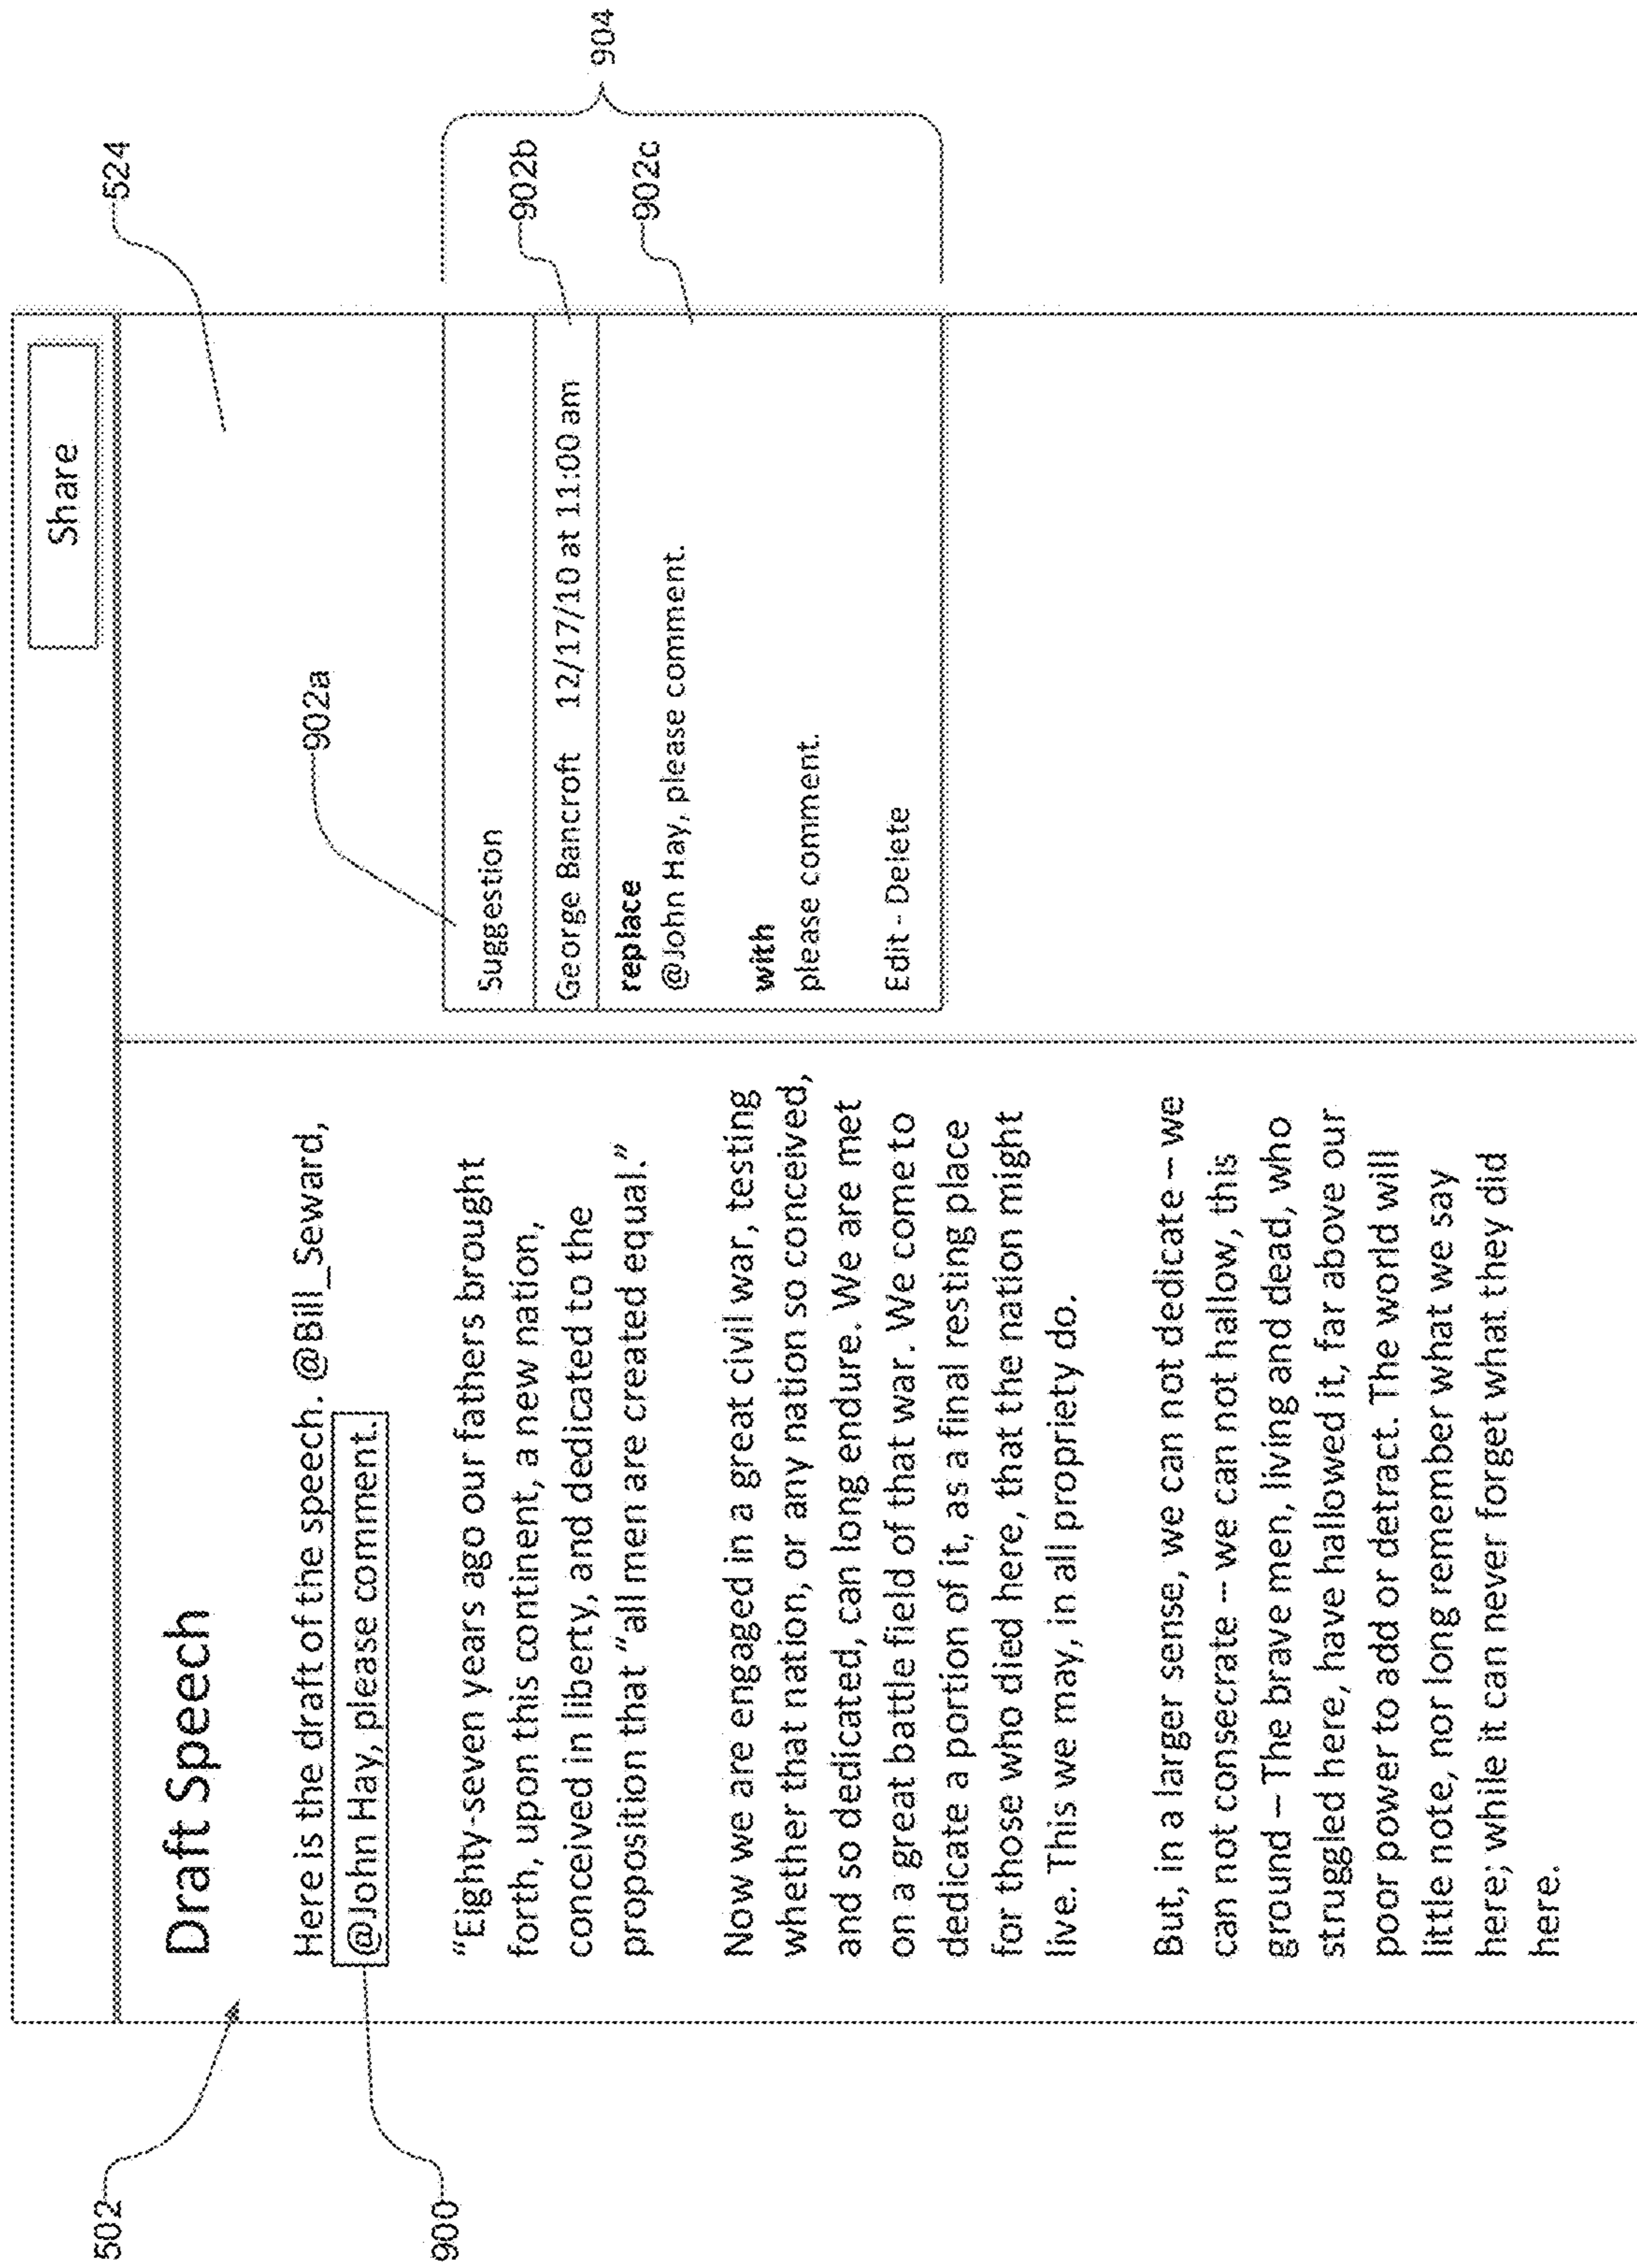 Share
Draft Speech
Here is the draft of the speech. @Bill_Seward,
@John Hay, please comment.
"Eighty-seven years ago our fathers brought
forth, upon this continent, a new nation,
conceived in liberty, and dedicated to the
proposition that "all men are created equal."
Now we are engaged in a great civil war, testing
whether that nation, or any nation so conceived,
and so dedicated, can long endure. We are met
on a great battle field of that war. We come to
dedicate a portion of it, as a final resting place
for those who died here, that the nation might
live. This we may, in all propriety do.
But, in a larger sense, we can not dedicate -- we
can not consecrate -- we can not hallow, this
ground -- The brave men, living and dead, who
struggled here, have hallowed it, far above our
poor power to add or detract. The world will
little note, nor long remember what we say
here; while it can never forget what they did
here.
Suggestion
George Bancroft 12/17/10 at 11:00 am
replace
@John Hay, please comment.
with
please comment.
Edit - Delete
502
900
902a
524
902b
902c
904